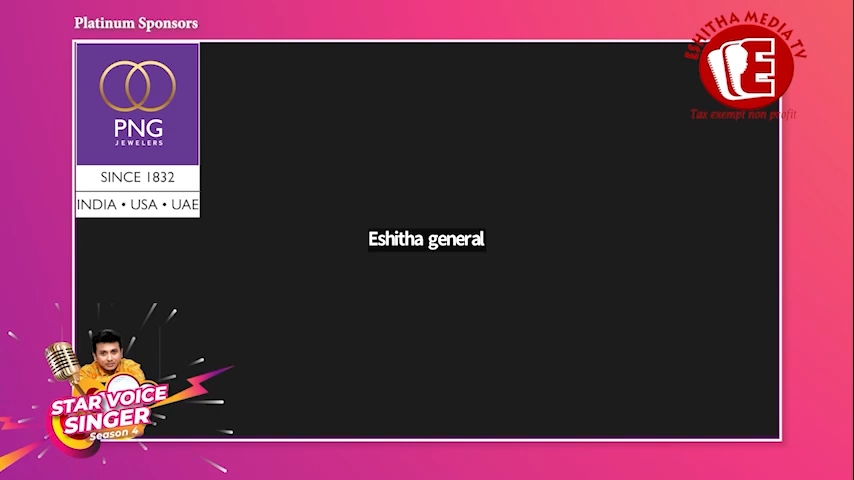 Platinum Sponsors
ESHITHA MEDIA TV
E
Tax exempt non profit
PNG
JEWELERS
SINCE 1832
INDIA • USA • UAE
Eshitha general
STAR VOICE
SINGER
Season 4